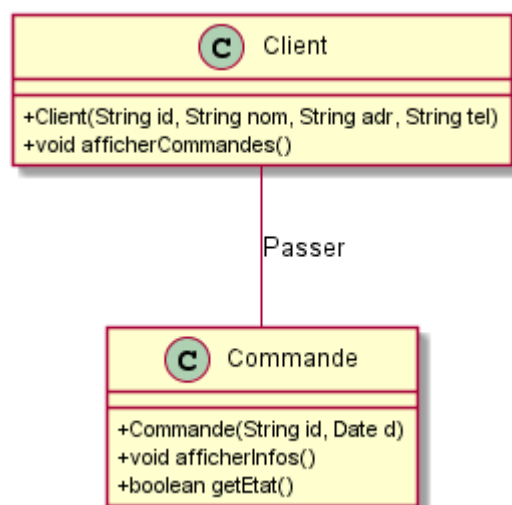 C Client
+Client(String id, String nom, String adr, String tel)
+void afficherCommandes()
Passer
C Commande
+Commande(String id, Date d)
+void afficherInfos()
+boolean getEtat()